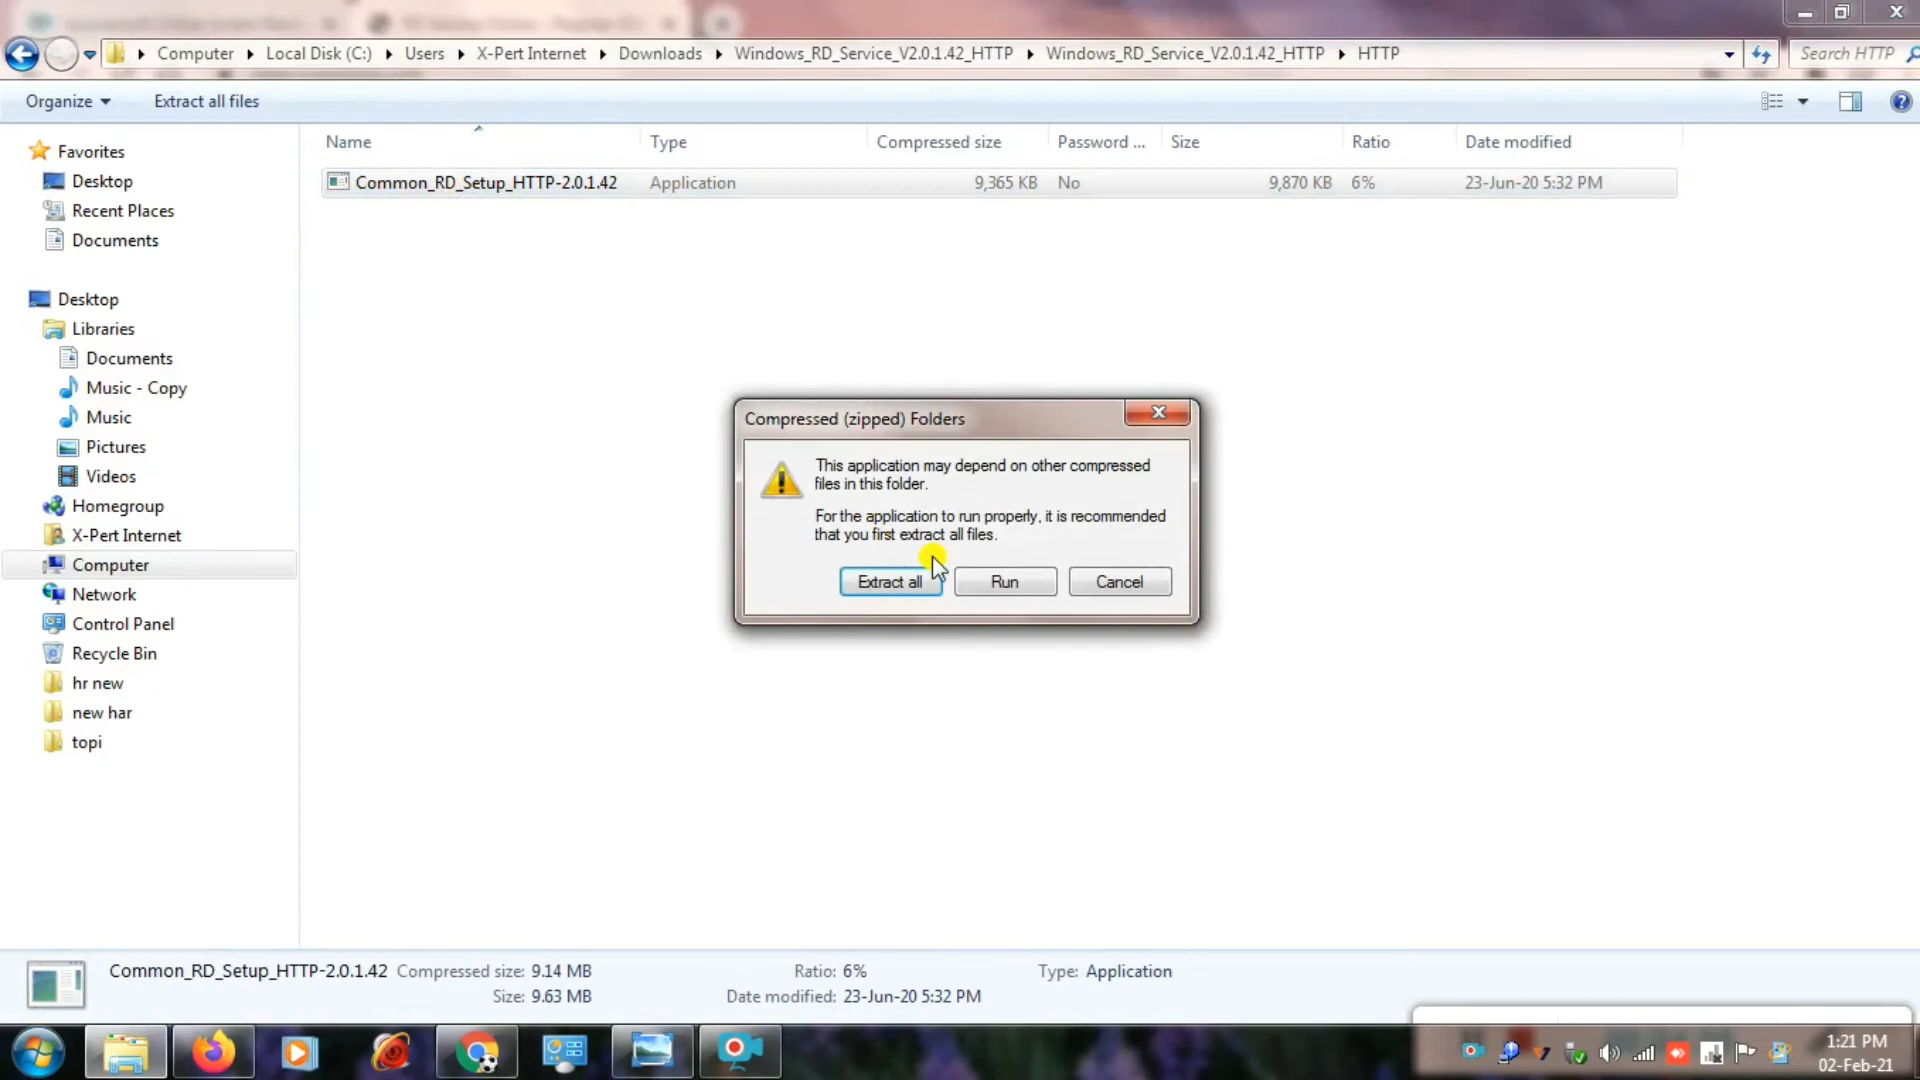 Computer Local Disk (C:) Users X-Pert Internet Downloads Windows_RD_Service_V2.0.1.42_HTTP Windows_RD_Service_V2.0.1.42_HTTP HTTP Search HTTP
Organize Extract all files
Name Type Compressed size Password ... Size Ratio Date modified
Common_RD_Setup_HTTP-2.0.1.42 Application 9,365 KB No 9,870 KB 6% 23-Jun-20 5:32 PM
Favorites
Desktop
Recent Places
Documents
Desktop
Libraries
Documents
Music - Copy
Music
Pictures
Videos
Homegroup
X-Pert Internet
Computer
Network
Control Panel
Recycle Bin
hr new
new har
topi
Compressed (zipped) Folders
This application may depend on other compressed
files in this folder.
For the application to run properly, it is recommended
that you first extract all files.
Extract all Run Cancel
Common_RD_Setup_HTTP-2.0.1.42 Compressed size: 9.14 MB Ratio: 6% Type: Application
Size: 9.63 MB Date modified: 23-Jun-20 5:32 PM
1:21 PM
02-Feb-21